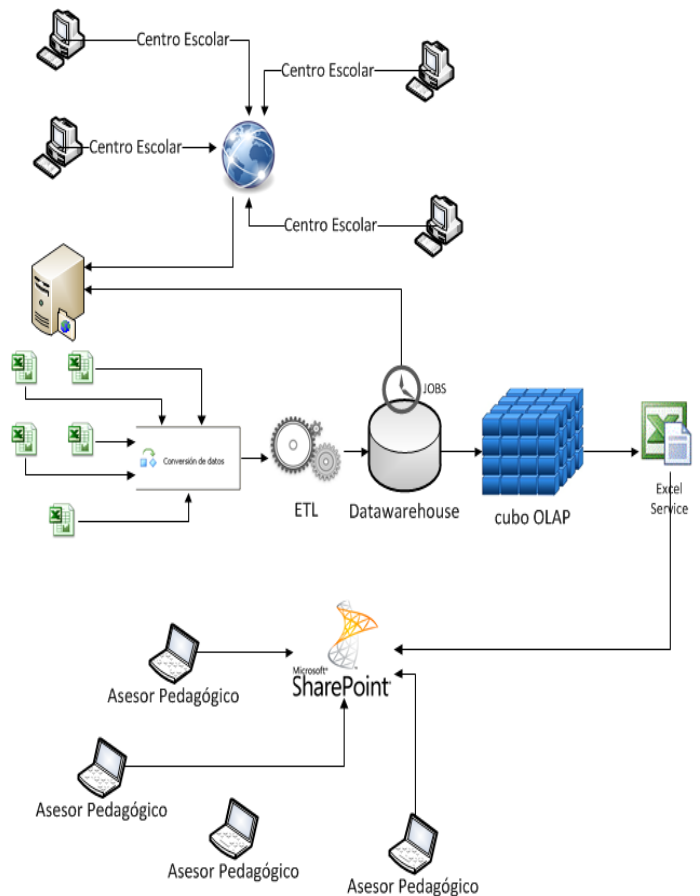 Centro Escolar
Centro Escolar
Centro Escolar
Centro Escolar
JOBS
Conversión de datos
ETL
Datawarehouse
cubo OLAP
Excel
Service
Microsoft®
SharePoint®
Asesor Pedagógico
Asesor Pedagógico
Asesor Pedagógico
Asesor Pedagógico